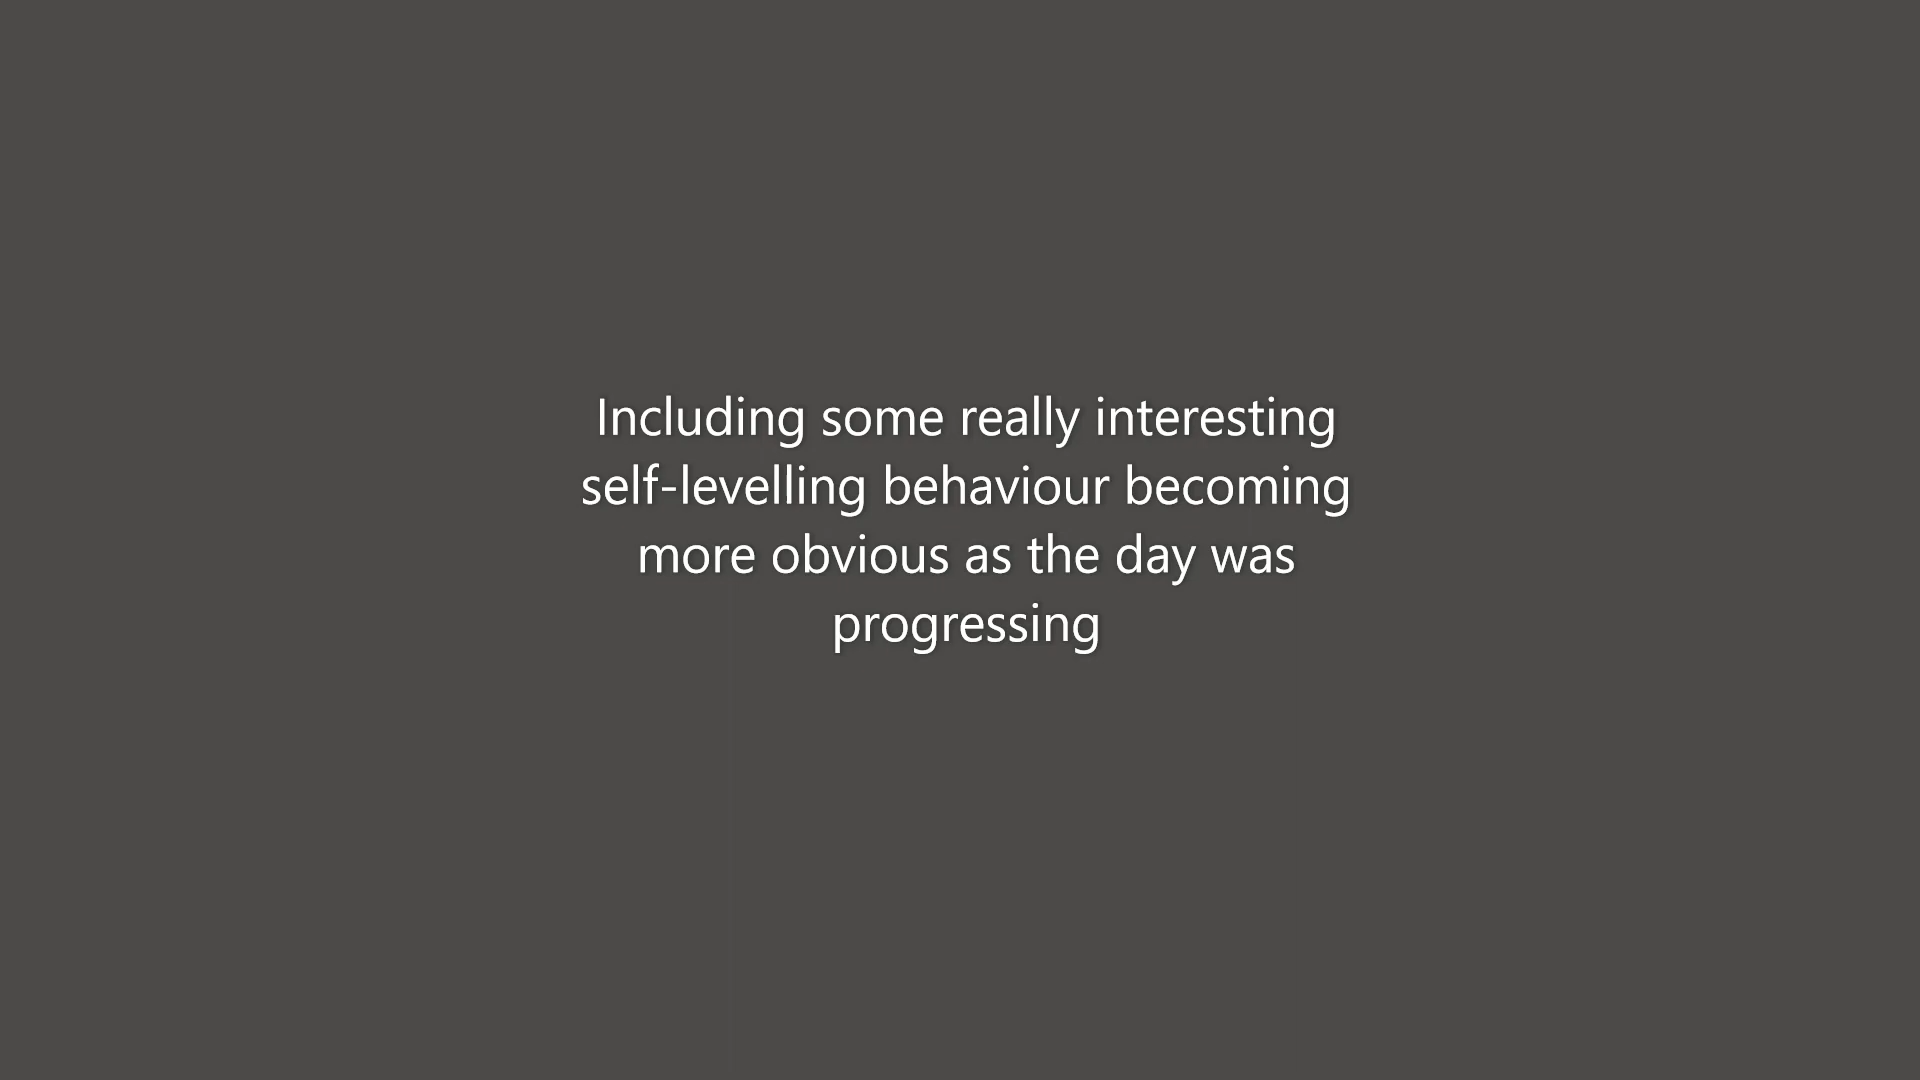 Including some really interesting
self-levelling behaviour becoming
more obvious as the day was
progressing